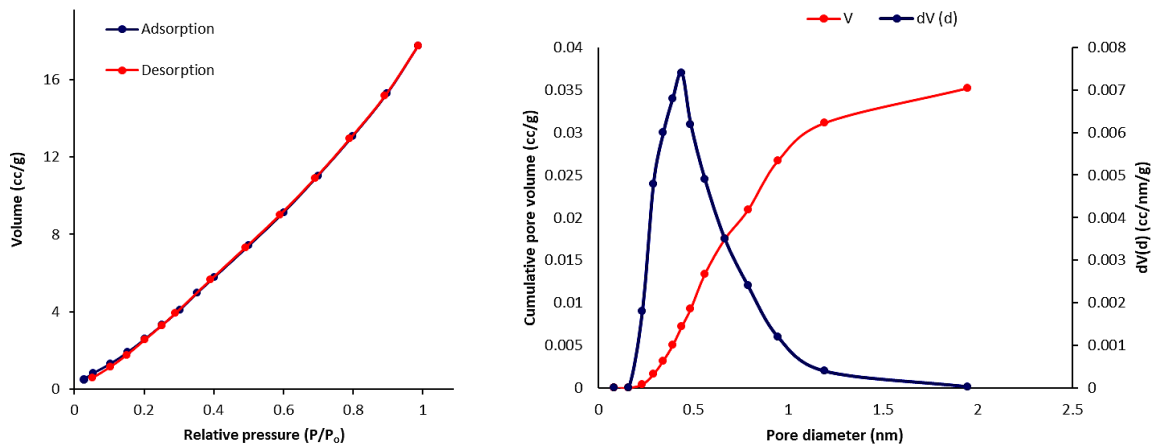 Adsorption
Desorption
Volume (cc/g)
16
12
8
4
0
0 0.2 0.4 0.6 0.8 1
Relative pressure (P/Po)
V dV (d)
Cumulative pore volume (cc/g)
0.04
0.035
0.03
0.025
0.02
0.015
0.01
0.005
0
0 0.5 1 1.5 2 2.5
Pore diameter (nm)
0.008
0.007
0.006
0.005
0.004
0.003
0.002
0.001
0
dV(d) (cc/nm/g)